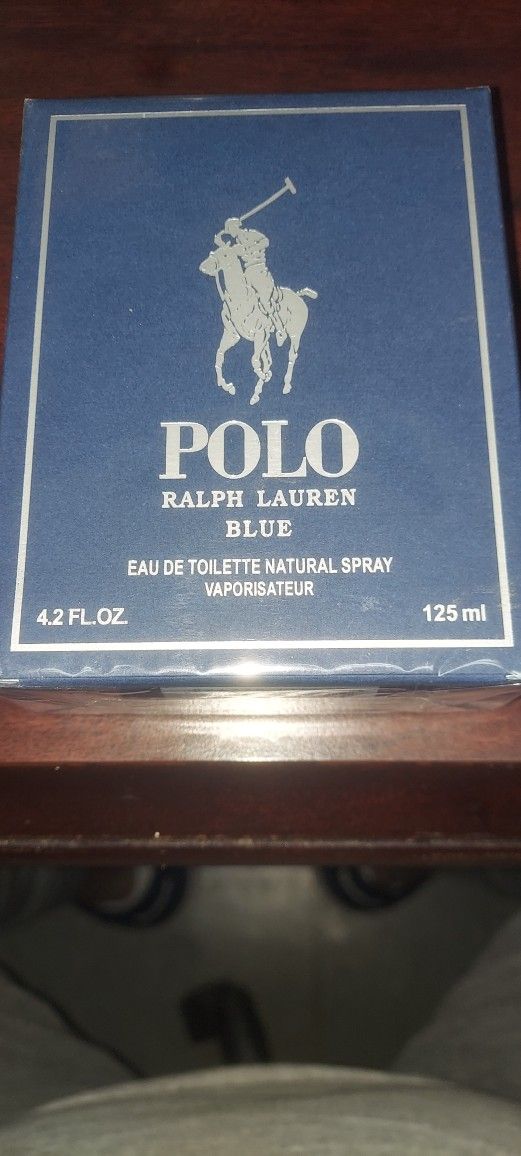 POLO
RALPH LAUREN
BLUE
EAU DE TOILETTE NATURAL SPRAY
VAPORISATEUR
4.2 FL.OZ. 125 ml